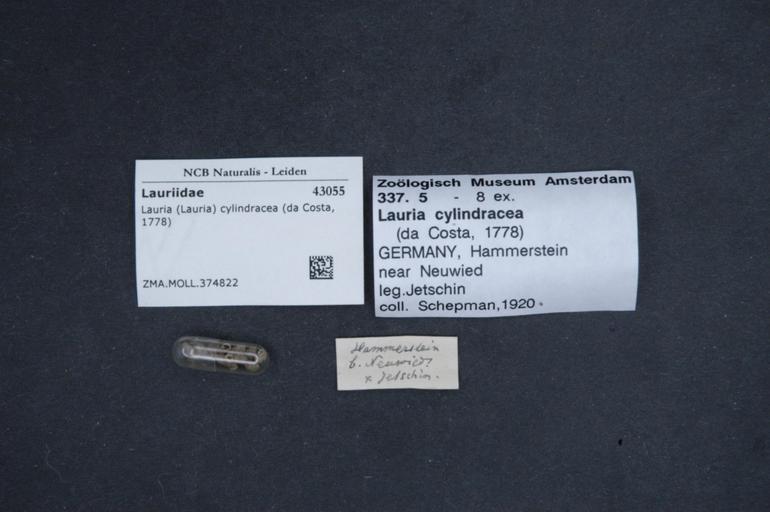 NCB Naturalis - Leiden
Lauriidae 43055
Lauria (Lauria) cylindracea (da Costa,
1778)
ZMA.MOLL.374822
Zoölogisch Museum Amsterdam
337. 5 - 8 ex.
Lauria cylindracea
(da Costa, 1778)
GERMANY, Hammerstein
near Neuwied
leg.Jetschin
coll. Schepman,1920.
Hammerstein
b. Neuwied
x Jetschin.